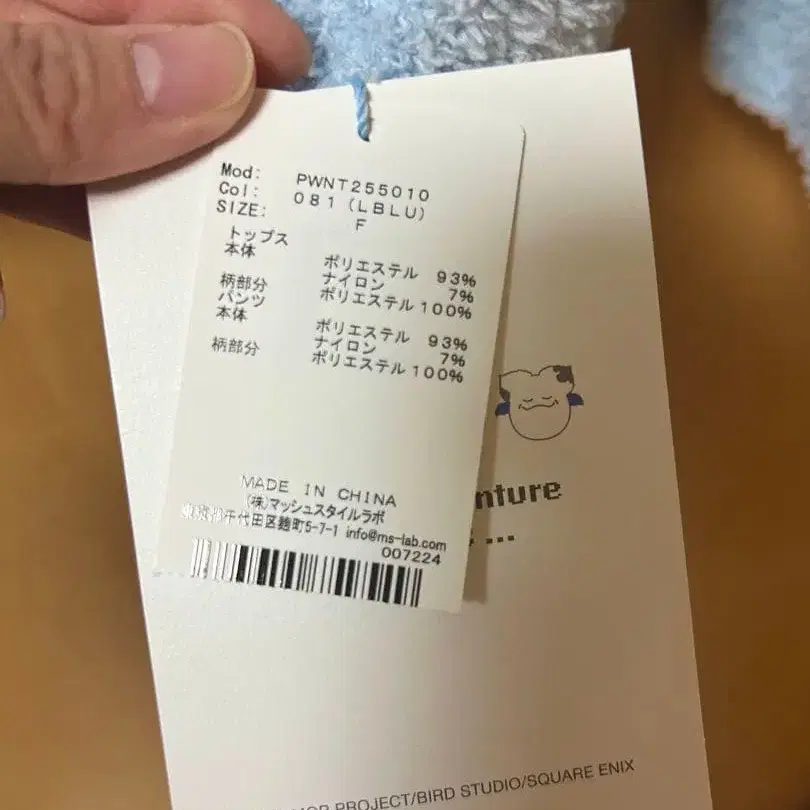 Mod: PWNT255010
Col: 081 (LBLU)
SIZE: F
トップス
本体 ポリエステル 93%
ナイロン 7%
柄部分 ポリエステル 100%
パンツ
本体 ポリエステル 93%
ナイロン 7%
柄部分 ポリエステル 100%
MADE IN CHINA
(株)マッシュスタイルラボ
東京都千代田区麹町5-7-1 info@ms-lab.com
007224
nture
...
PROJECT/BIRD STUDIO/SQUARE ENIX